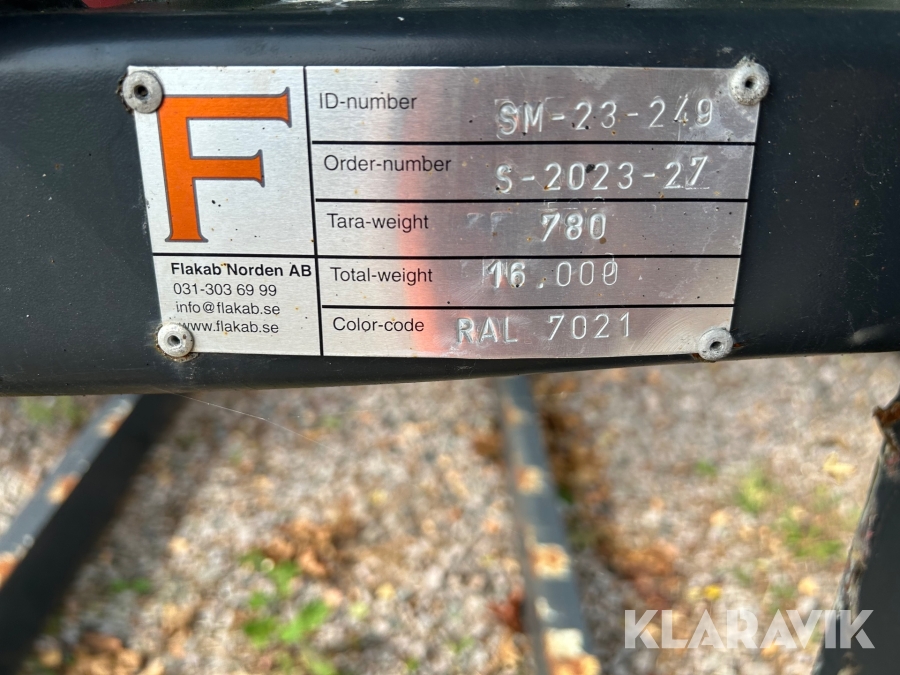 F
ID-number SM-23-249
Order-number S-2023-27
Tara-weight 780
Total-weight 16.000
Color-code RAL 7021
Flakab Norden AB
031-303 69 99
info@flakab.se
www.flakab.se
KLARAVIK